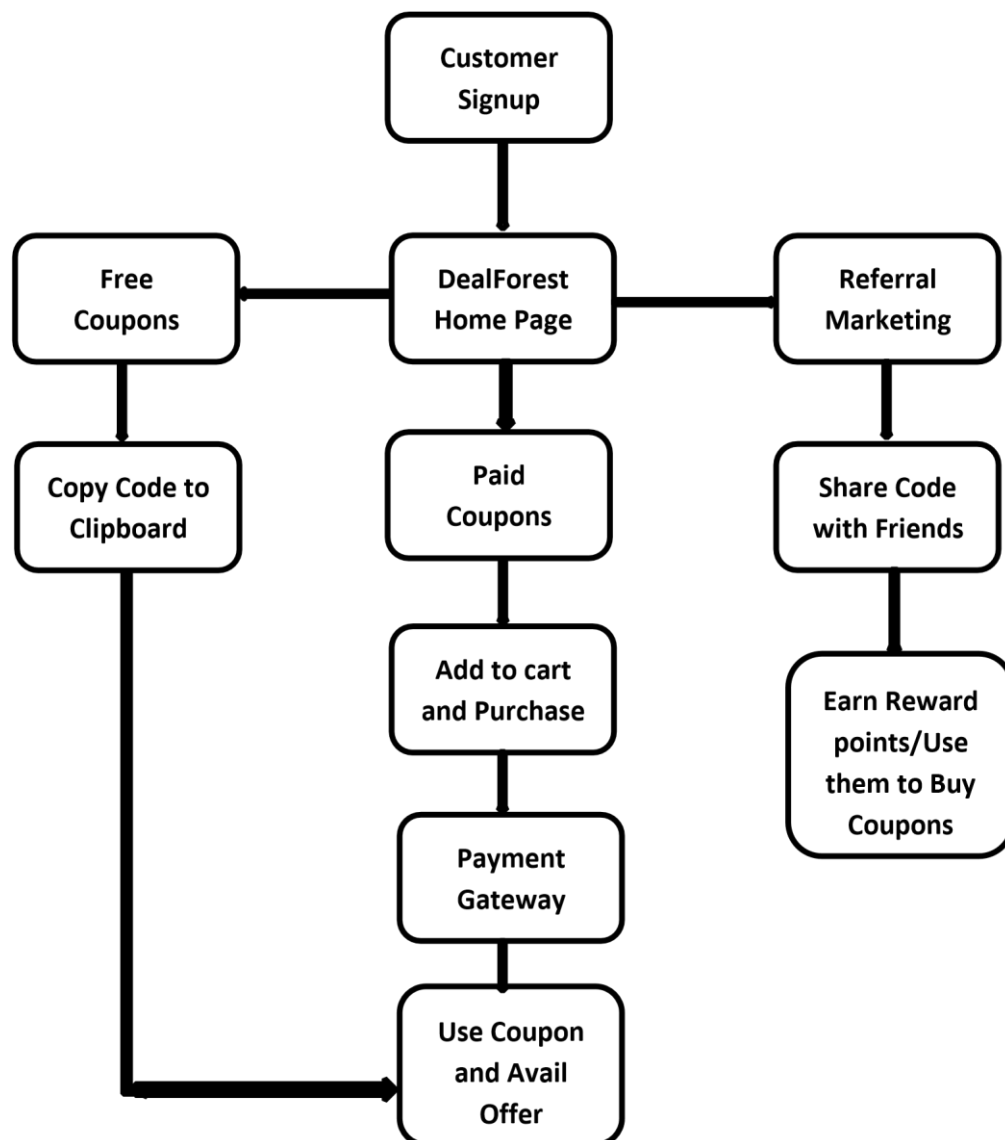 Customer
Signup
Free
Coupons
DealForest
Home Page
Referral
Marketing
Copy Code to
Clipboard
Paid
Coupons
Share Code
with Friends
Add to cart
and Purchase
Earn Reward
points/Use
them to Buy
Coupons
Payment
Gateway
Use Coupon
and Avail
Offer